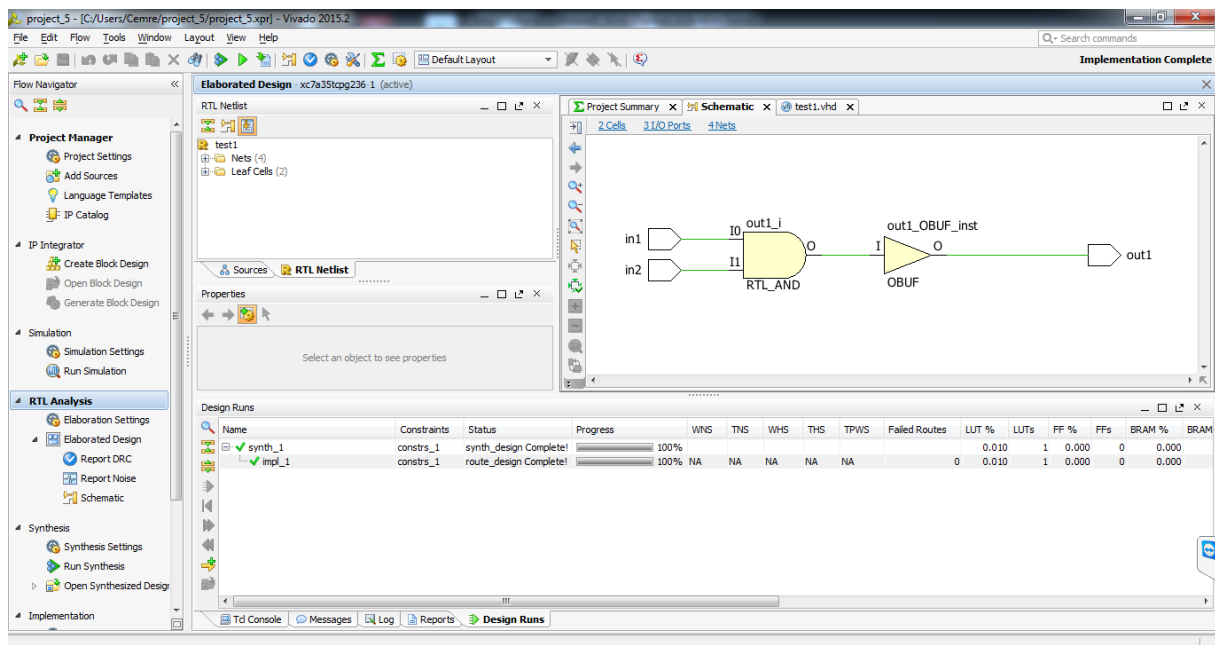 project_5 - [C:/Users/Cemre/project_5/project_5.xpr] - Vivado 2015.2
File Edit Flow Tools Window Layout View Help
Search commands
Default Layout
Implementation Complete
Flow Navigator
Project Manager
Project Settings
Add Sources
Language Templates
IP Catalog
IP Integrator
Create Block Design
Open Block Design
Generate Block Design
Simulation
Simulation Settings
Run Simulation
RTL Analysis
Elaboration Settings
Elaborated Design
Report DRC
Report Noise
Schematic
Synthesis
Synthesis Settings
Run Synthesis
Open Synthesized Design
Implementation
Elaborated Design - xc7a35tcpg236-1 (active)
RTL Netlist
test1
Nets (4)
Leaf Cells (2)
Sources RTL Netlist
Properties
Select an object to see properties
Project Summary Schematic test1.vhd
2 Cells 3 I/O Ports 4 Nets
in1
in2
I0
I1
out1_i
O
RTL_AND
out1_OBUF_inst
I
O
OBUF
out1
Design Runs
Name Constraints Status Progress WNS TNS WHS THS TPWS Failed Routes LUT % LUTs FF % FFs BRAM % BRAM
synth_1 constrs_1 synth_design Complete! 100% 0.010 1 0.000 0 0.000
impl_1 constrs_1 route_design Complete! 100% NA NA NA NA NA 0 0.010 1 0.000 0 0.000
Tcl Console Messages Log Reports Design Runs